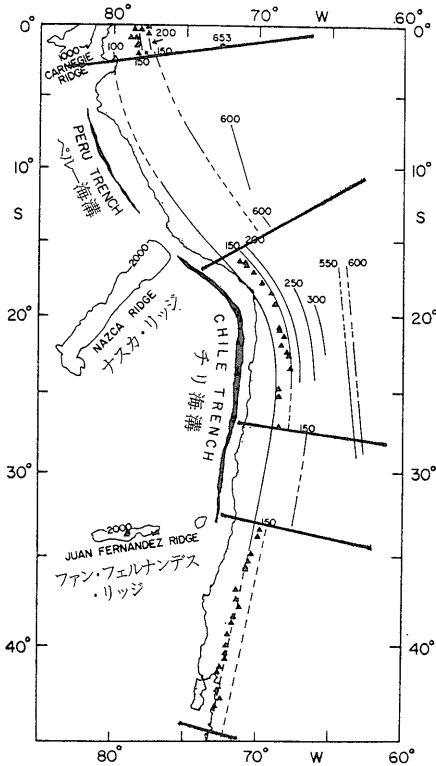 80° 70° W 60°
0° 0°
1000
CARNEGIE
RIDGE
100
200
150
150
653
PERU TRENCH
ペルー海溝
600
10° 10°
S S
600
150 200
2000
NAZCA RIDGE
ナスカ・リッジ
250
300
550 600
20° 20°
CHILE TRENCH
チリ海溝
150
30° 30°
2000
JUAN FERNANDEZ RIDGE
ファン・フェルナンデス
・リッジ
150
40° 40°
80° 70° W 60°